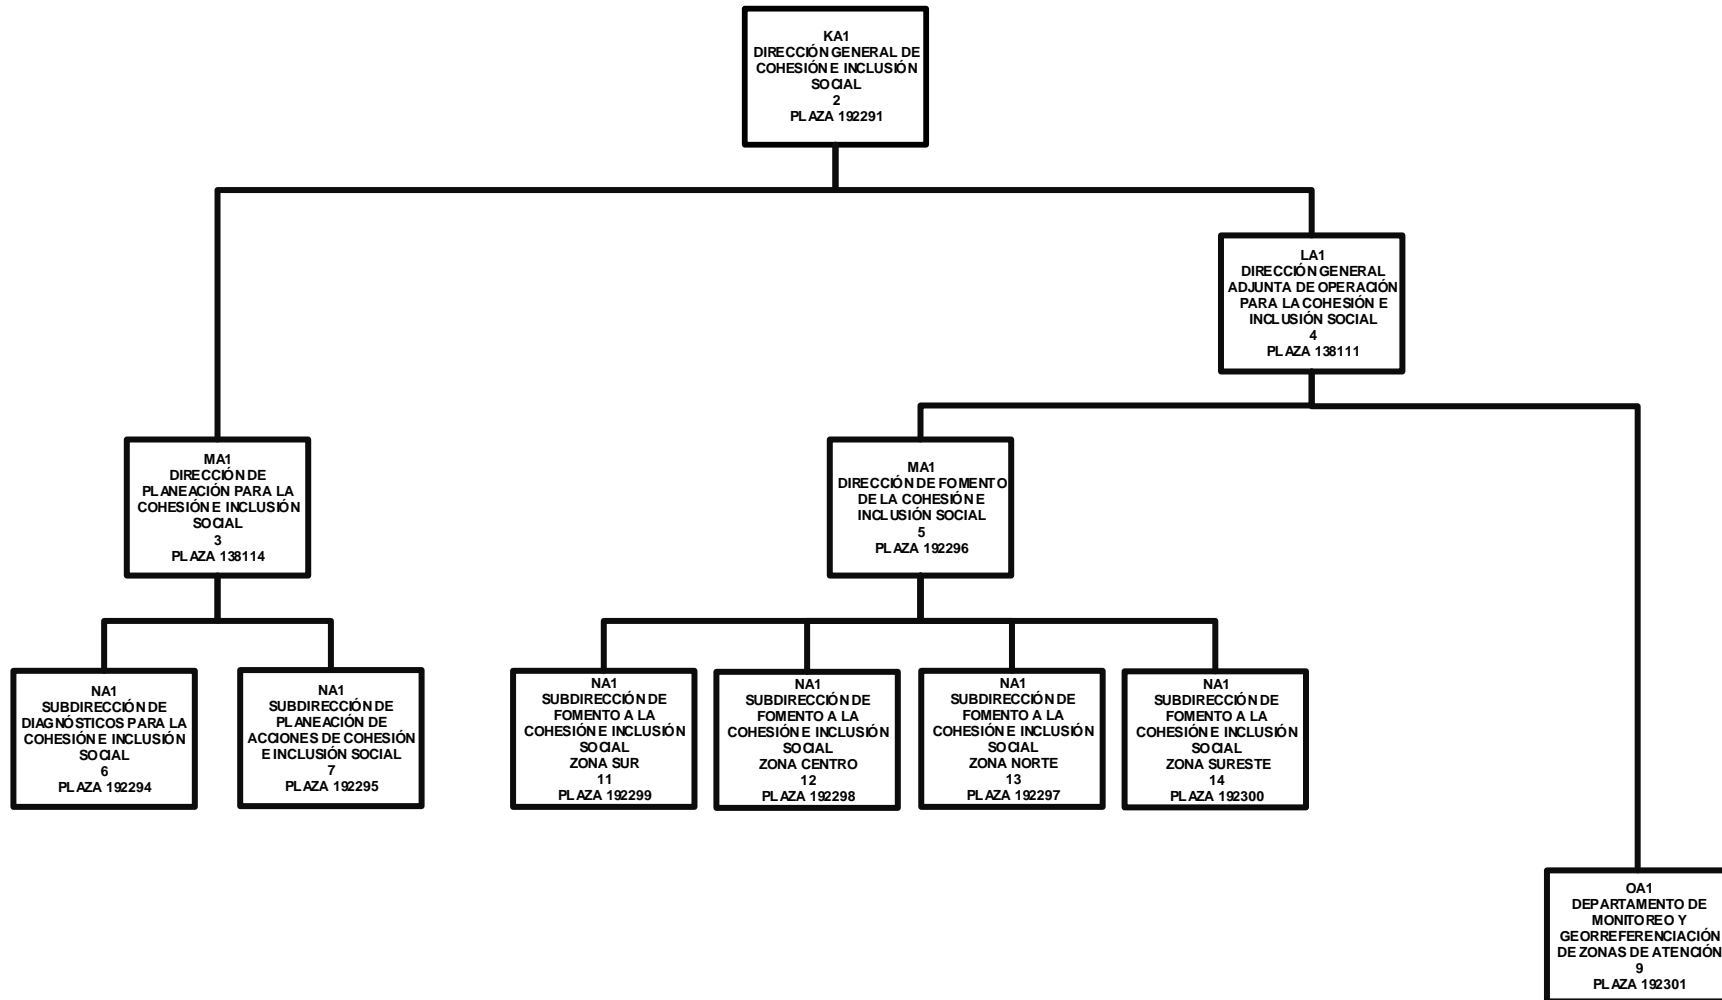 KA1
DIRECCIÓN GENERAL DE
COHESIÓN E INCLUSIÓN
SOCIAL
2
PLAZA 192291
LA1
DIRECCIÓN GENERAL
ADJUNTA DE OPERACIÓN
PARA LA COHESIÓN E
INCLUSIÓN SOCIAL
4
PLAZA 138111
MA1
DIRECCIÓN DE
PLANEACIÓN PARA LA
COHESIÓN E INCLUSIÓN
SOCIAL
3
PLAZA 138114
MA1
DIRECCIÓN DE FOMENTO
DE LA COHESIÓN E
INCLUSIÓN SOCIAL
5
PLAZA 192296
NA1
SUBDIRECCIÓN DE
DIAGNÓSTICOS PARA LA
COHESIÓN E INCLUSIÓN
SOCIAL
6
PLAZA 192294
NA1
SUBDIRECCIÓN DE
PLANEACIÓN DE
ACCIONES DE COHESIÓN
E INCLUSIÓN SOCIAL
7
PLAZA 192295
NA1
SUBDIRECCIÓN DE
FOMENTO A LA
COHESIÓN E INCLUSIÓN
SOCIAL
ZONA SUR
11
PLAZA 192299
NA1
SUBDIRECCIÓN DE
FOMENTO A LA
COHESIÓN E INCLUSIÓN
SOCIAL
ZONA CENTRO
12
PLAZA 192298
NA1
SUBDIRECCIÓN DE
FOMENTO A LA
COHESIÓN E INCLUSIÓN
SOCIAL
ZONA NORTE
13
PLAZA 192297
NA1
SUBDIRECCIÓN DE
FOMENTO A LA
COHESIÓN E INCLUSIÓN
SOCIAL
ZONA SURESTE
14
PLAZA 192300
OA1
DEPARTAMENTO DE
MONITOREO Y
GEORREFERENCIACIÓN
DE ZONAS DE ATENCIÓN
9
PLAZA 192301